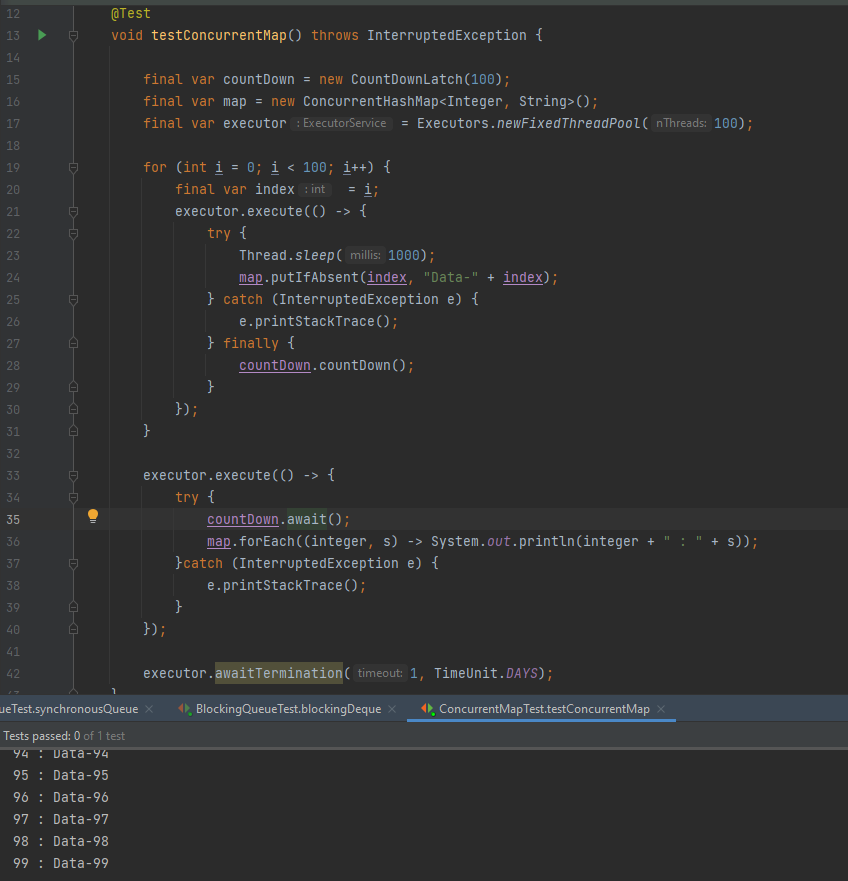 12 @Test
13 void testConcurrentMap() throws InterruptedException {
14
15 final var countDown = new CountDownLatch(100);
16 final var map = new ConcurrentHashMap<Integer, String>();
17 final var executor : ExecutorService = Executors.newFixedThreadPool( nThreads: 100);
18
19 for (int i = 0; i < 100; i++) {
20 final var index : int = i;
21 executor.execute(() -> {
22 try {
23 Thread.sleep( millis: 1000);
24 map.putIfAbsent(index, "Data-" + index);
25 } catch (InterruptedException e) {
26 e.printStackTrace();
27 } finally {
28 countDown.countDown();
29 }
30 });
31 }
32
33 executor.execute(() -> {
34 try {
35 countDown.await();
36 map.forEach((integer, s) -> System.out.println(integer + " : " + s));
37 }catch (InterruptedException e) {
38 e.printStackTrace();
39 }
40 });
41
42 executor.awaitTermination( timeout: 1, TimeUnit.DAYS);
43 }
ueTest.synchronousQueue × BlockingQueueTest.blockingDeque × ConcurrentMapTest.testConcurrentMap ×
Tests passed: 0 of 1 test
94 : Data-94
95 : Data-95
96 : Data-96
97 : Data-97
98 : Data-98
99 : Data-99